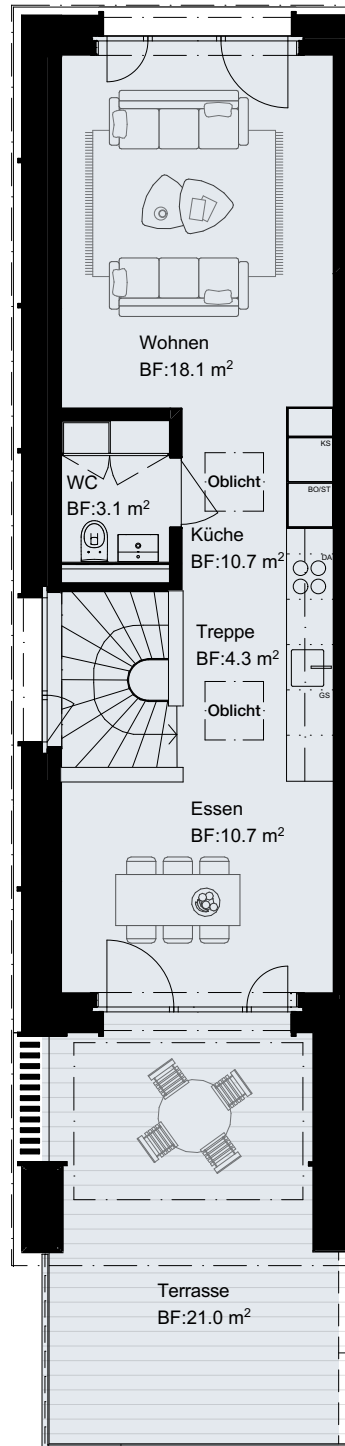 Wohnen
BF:18.1 m²
KS
WC
BF:3.1 m²
Oblicht
BO/ST
Küche
BF:10.7 m²
DA
Treppe
BF:4.3 m²
GS
Oblicht
Essen
BF:10.7 m²
Terrasse
BF:21.0 m²